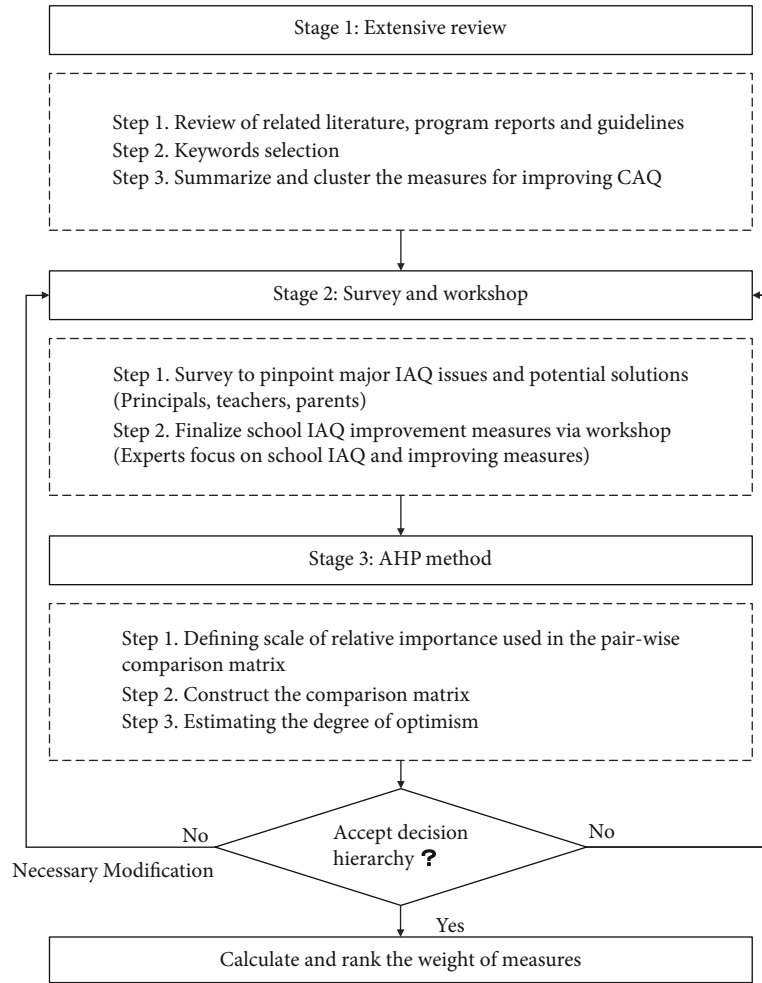 Stage 1: Extensive review
Step 1. Review of related literature, program reports and guidelines
Step 2. Keywords selection
Step 3. Summarize and cluster the measures for improving CAQ
Stage 2: Survey and workshop
Step 1. Survey to pinpoint major IAQ issues and potential solutions
(Principals, teachers, parents)
Step 2. Finalize school IAQ improvement measures via workshop
(Experts focus on school IAQ and improving measures)
Stage 3: AHP method
Step 1. Defining scale of relative importance used in the pair-wise
comparison matrix
Step 2. Construct the comparison matrix
Step 3. Estimating the degree of optimism
No
Accept decision
hierarchy ?
No
Necessary Modification
Yes
Calculate and rank the weight of measures